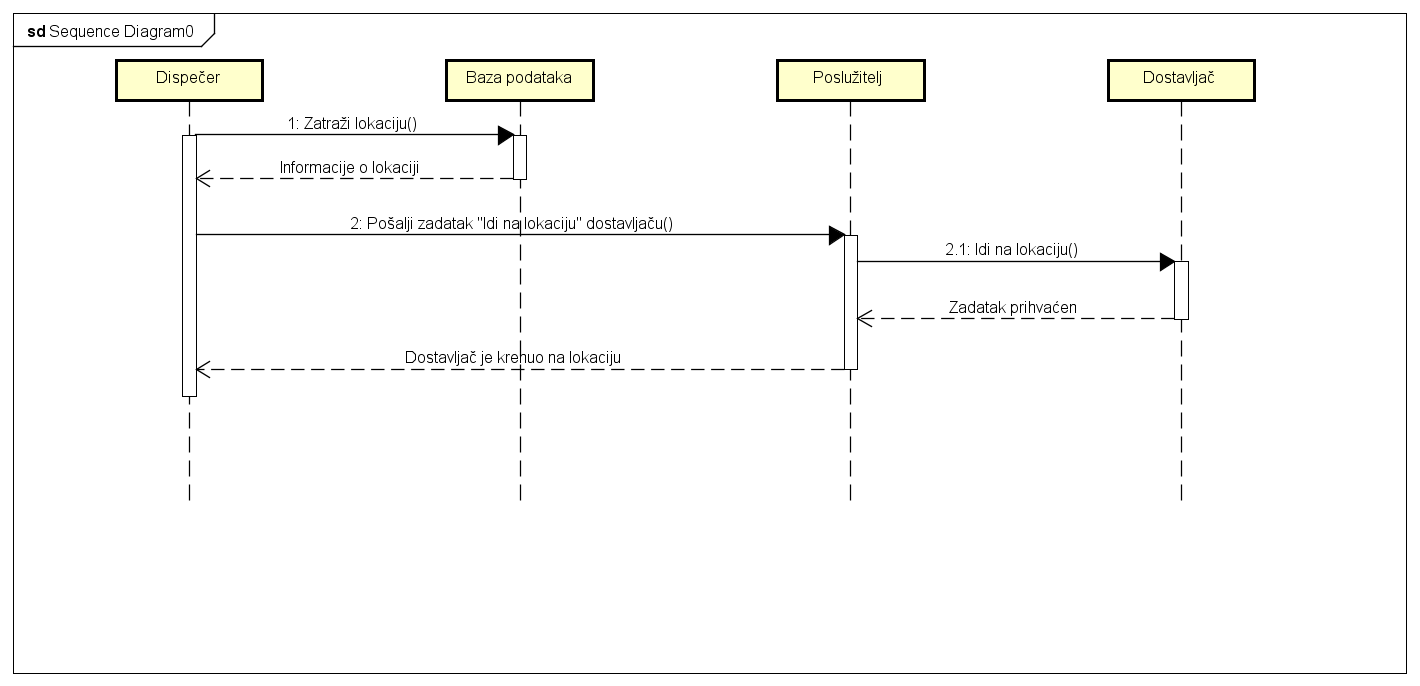 sd Sequence Diagram0
Dispečer
Baza podataka
Poslužitelj
Dostavljač
1: Zatraži lokaciju()
Informacije o lokaciji
2: Pošalji zadatak "Idi na lokaciju" dostavljaču()
2.1: Idi na lokaciju()
Zadatak prihvaćen
Dostavljač je krenuo na lokaciju